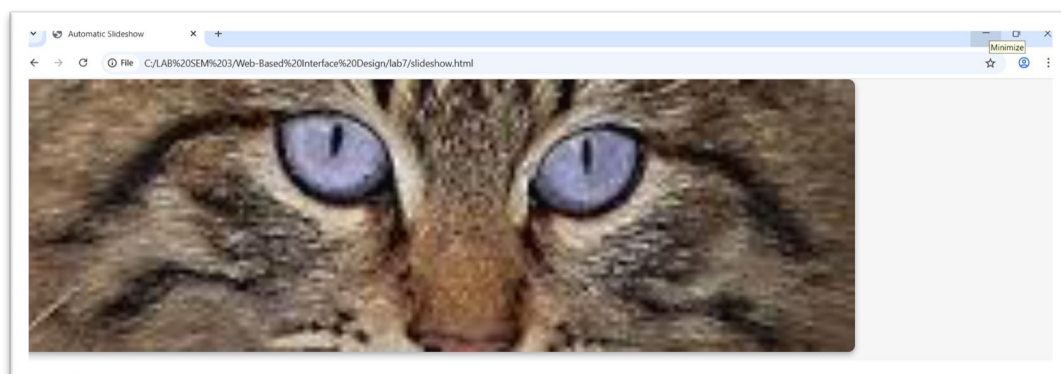 Automatic Slideshow
Minimize
File C:/LAB%20SEM%203/Web-Based%20Interface%20Design/lab7/slideshow.html